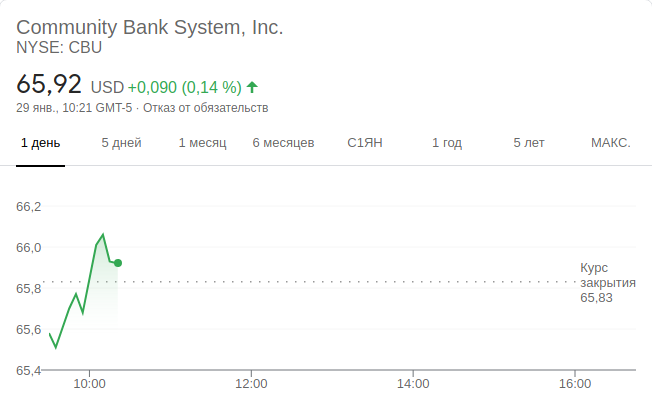 Community Bank System, Inc.
NYSE: CBU
65,92 USD +0,090 (0,14 %)
29 янв., 10:21 GMT-5 · Отказ от обязательств
1 день 5 дней 1 месяц 6 месяцев С1ЯН 1 год 5 лет МАКС.
66,2
66,0
65,8
65,6
65,4
Курс
закрытия
65,83
10:00 12:00 14:00 16:00